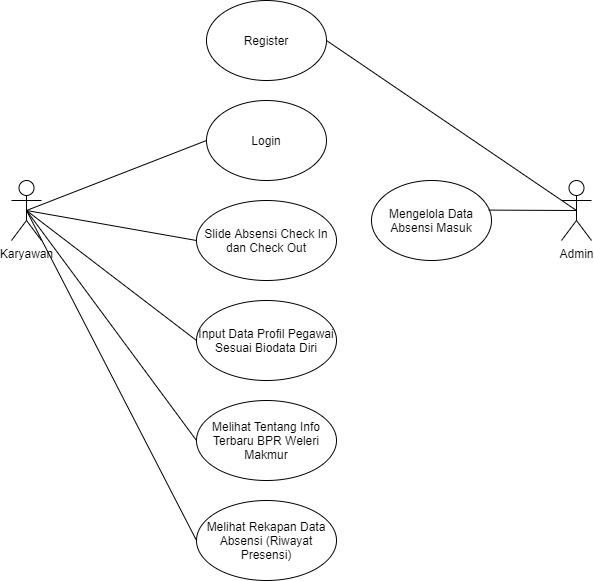 Register
Login
Karyawan
Slide Absensi Check In
dan Check Out
Mengelola Data
Absensi Masuk
Admin
Input Data Profil Pegawai
Sesuai Biodata Diri
Melihat Tentang Info
Terbaru BPR Weleri
Makmur
Melihat Rekapan Data
Absensi (Riwayat
Presensi)